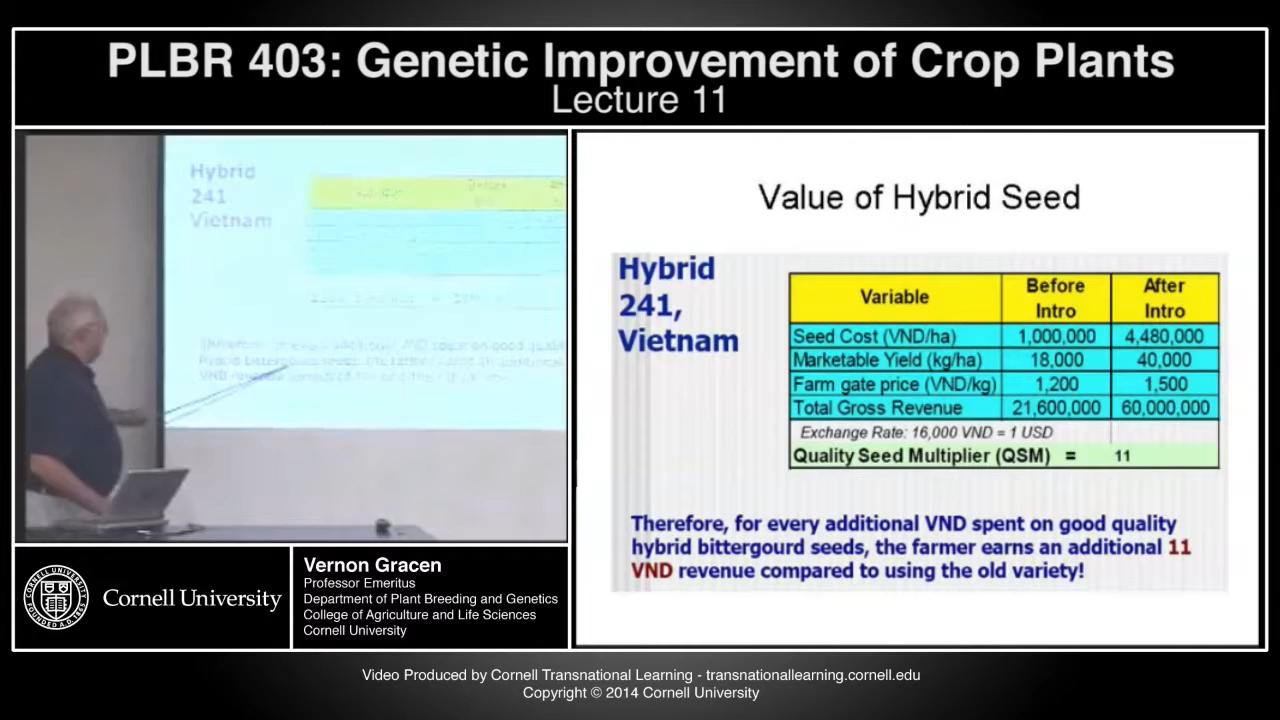 PLBR 403: Genetic Improvement of Crop Plants
Lecture 11
Hybrid
241
Vietnam
Value of Hybrid Seed
Hybrid
241,
Vietnam
Variable Before Intro After Intro
Seed Cost (VND/ha) 1,000,000 4,480,000
Marketable Yield (kg/ha) 18,000 40,000
Farm gate price (VND/kg) 1,200 1,500
Total Gross Revenue 21,600,000 60,000,000
Exchange Rate: 16,000 VND = 1 USD
Quality Seed Multiplier (QSM) = 11
Therefore, for every additional VND spent on good quality
hybrid bittergourd seeds, the farmer earns an additional 11
VND revenue compared to using the old variety!
Cornell University
Vernon Gracen
Professor Emeritus
Department of Plant Breeding and Genetics
College of Agriculture and Life Sciences
Cornell University
Video Produced by Cornell Transnational Learning - transnationallearning.cornell.edu
Copyright © 2014 Cornell University